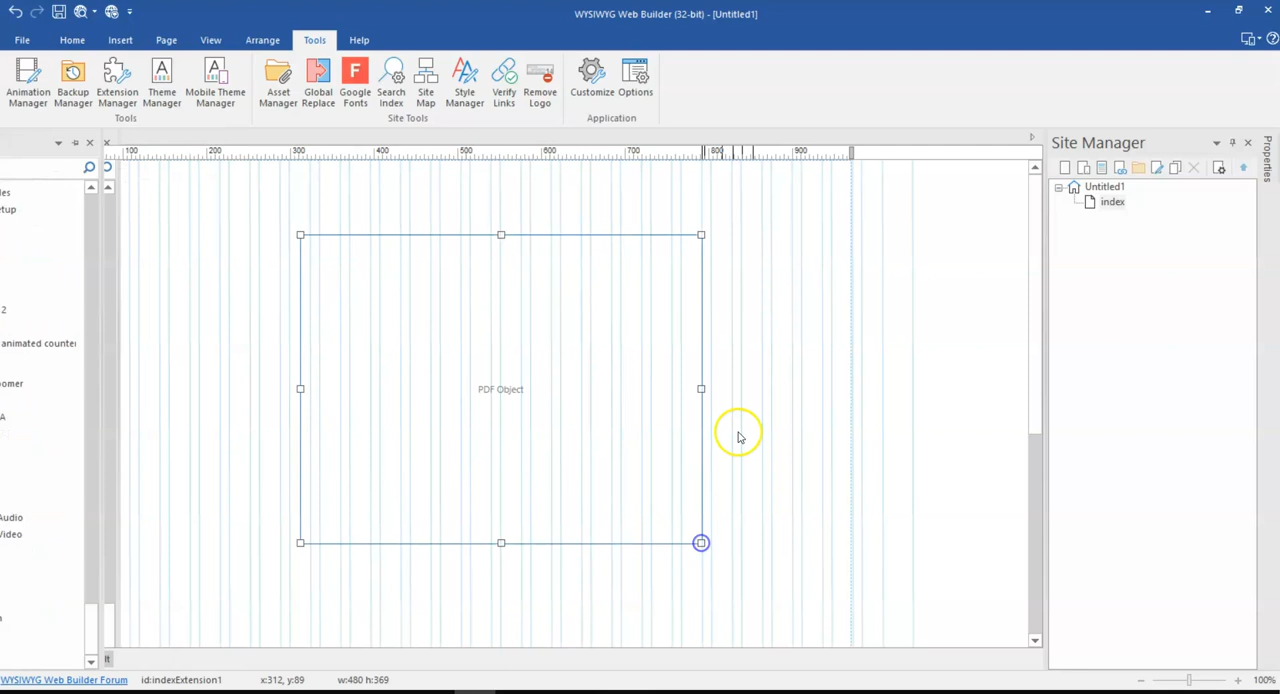 WYSIWYG Web Builder (32-bit) - [Untitled1]
File Home Insert Page View Arrange Tools Help
Animation Manager
Backup Manager
Extension Manager
Theme Manager
Mobile Theme Manager
Asset Manager
Global Replace
Google Fonts
Search Index
Site Map
Style Manager
Verify Links
Remove Logo
Customize
Options
Tools
Site Tools
Application
100 200 300 400 500 600 700 800 900
Site Manager
Properties
Untitled1
index
les
etup
2
animated counter
oomer
A
Audio
Video
PDF Object
lt
WYSIWYG Web Builder Forum
id:indexExtension1
x:312, y:89
w:480 h:369
100%